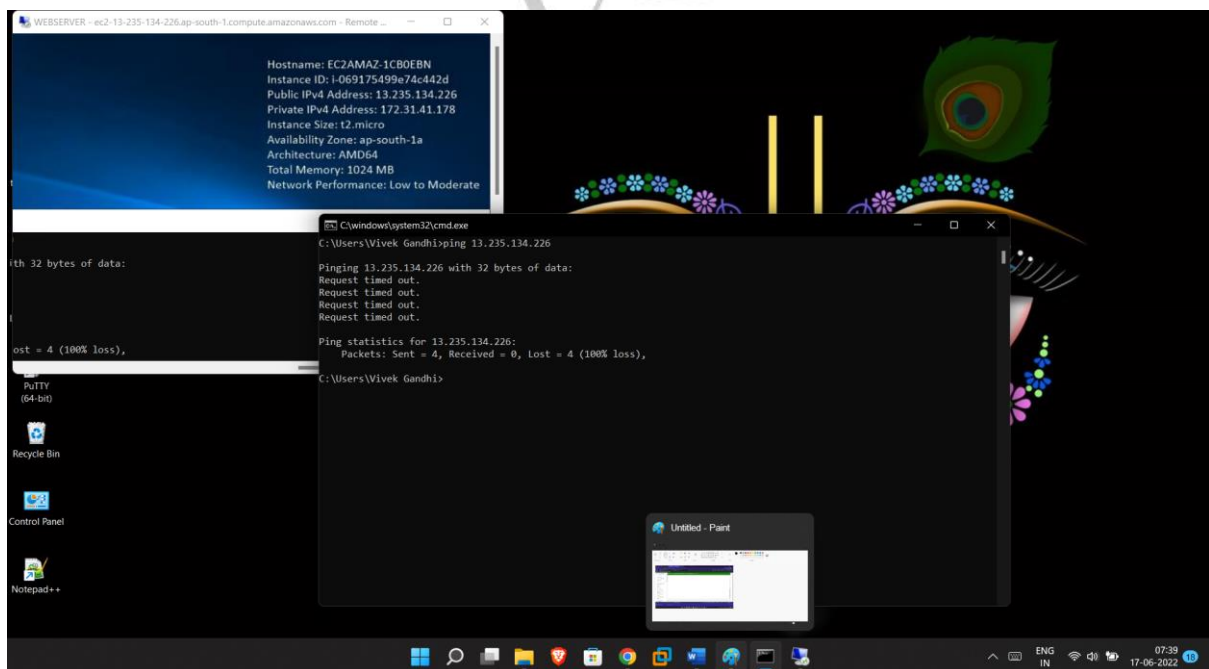 WEBSERVER - ec2-13-235-134-226.ap-south-1.compute.amazonaws.com - Remote ...
Hostname: EC2AMAZ-1CB0EBN
Instance ID: i-069175499e74c442d
Public IPv4 Address: 13.235.134.226
Private IPv4 Address: 172.31.41.178
Instance Size: t2.micro
Availability Zone: ap-south-1a
Architecture: AMD64
Total Memory: 1024 MB
Network Performance: Low to Moderate
ith 32 bytes of data:
ost = 4 (100% loss),
C:\windows\system32\cmd.exe
C:\Users\Vivek Gandhi>ping 13.235.134.226
Pinging 13.235.134.226 with 32 bytes of data:
Request timed out.
Request timed out.
Request timed out.
Request timed out.
Ping statistics for 13.235.134.226:
Packets: Sent = 4, Received = 0, Lost = 4 (100% loss),
C:\Users\Vivek Gandhi>
PuTTY
(64-bit)
Recycle Bin
Control Panel
Notepad++
Untitled - Paint
ENG
IN
07:39
17-06-2022
18